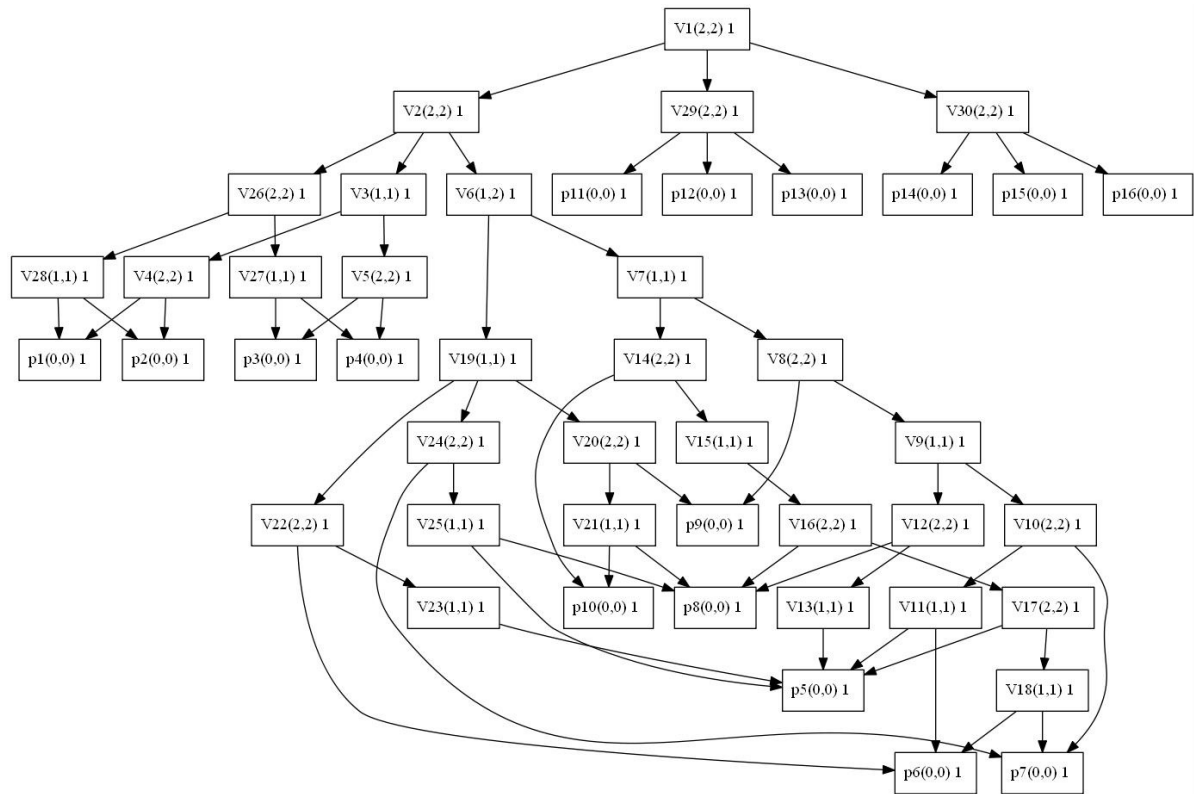 V1(2,2) 1
V2(2,2) 1
V29(2,2) 1
V30(2,2) 1
V26(2,2) 1
V3(1,1) 1
V6(1,2) 1
p11(0,0) 1
p12(0,0) 1
p13(0,0) 1
p14(0,0) 1
p15(0,0) 1
p16(0,0) 1
V28(1,1) 1
V4(2,2) 1
V27(1,1) 1
V5(2,2) 1
V7(1,1) 1
p1(0,0) 1
p2(0,0) 1
p3(0,0) 1
p4(0,0) 1
V19(1,1) 1
V14(2,2) 1
V8(2,2) 1
V24(2,2) 1
V20(2,2) 1
V15(1,1) 1
V9(1,1) 1
V22(2,2) 1
V25(1,1) 1
V21(1,1) 1
p9(0,0) 1
V16(2,2) 1
V12(2,2) 1
V10(2,2) 1
V23(1,1) 1
p10(0,0) 1
p8(0,0) 1
V13(1,1) 1
V11(1,1) 1
V17(2,2) 1
p5(0,0) 1
V18(1,1) 1
p6(0,0) 1
p7(0,0) 1